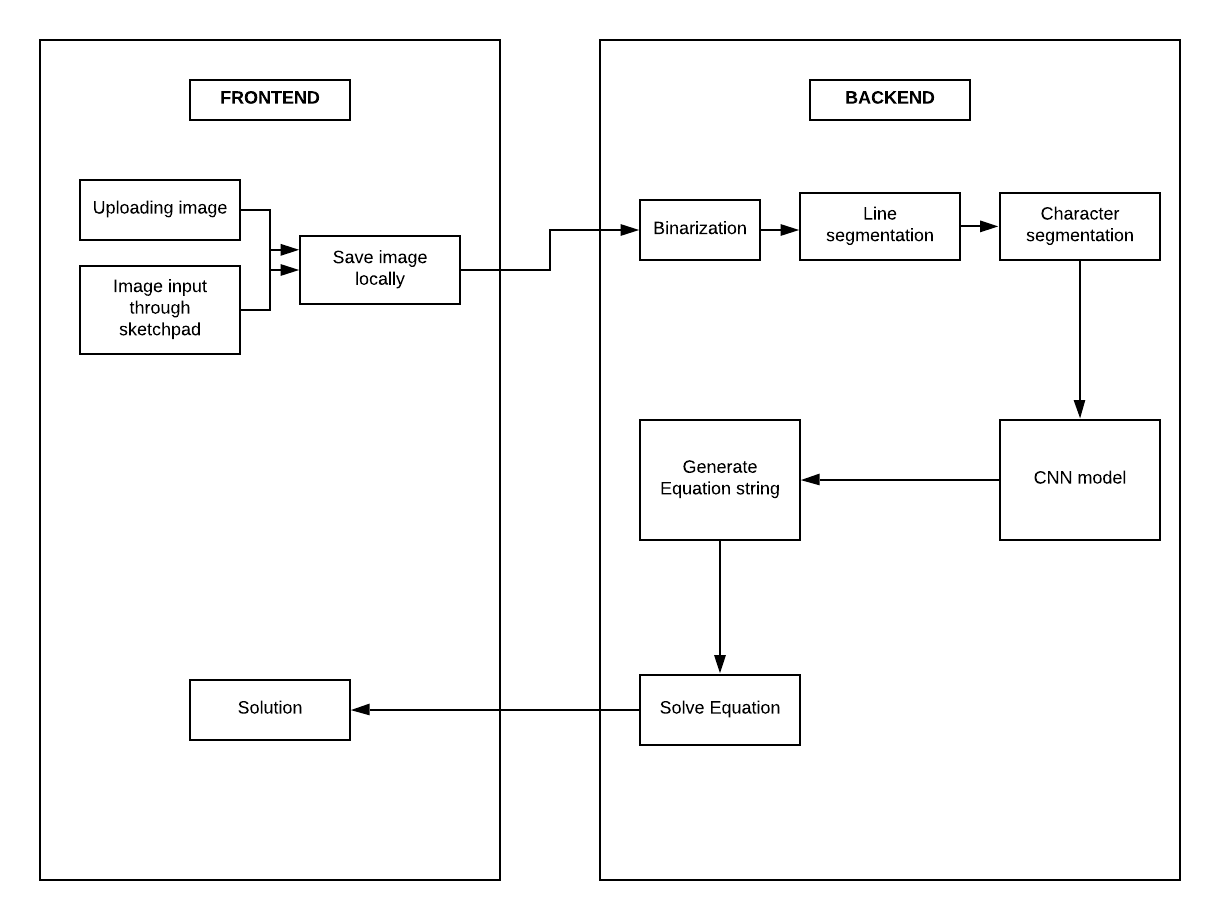 FRONTEND
Uploading image
Image input
through
sketchpad
Save image
locally
Solution
BACKEND
Binarization
Line
segmentation
Character
segmentation
CNN model
Generate
Equation string
Solve Equation